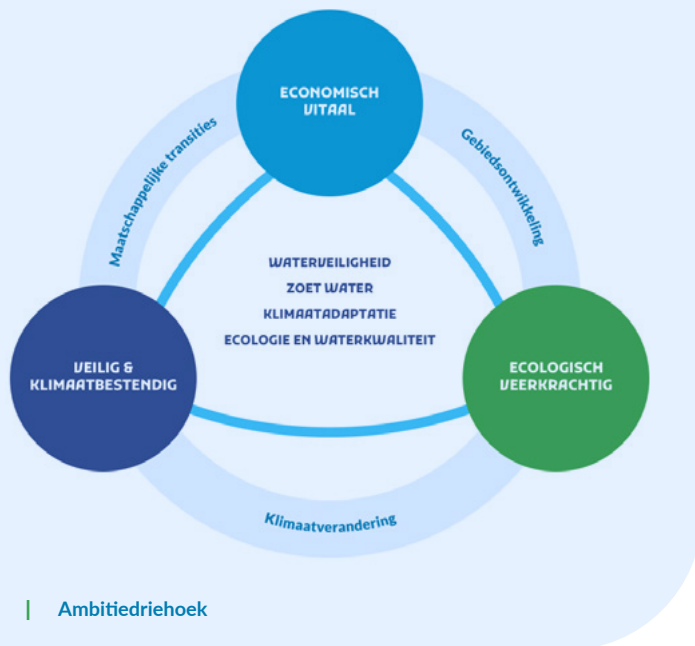 ECONOMISCH
VITAAL
Maatschappelijke transities
Gebiedsontwikkeling
WATERVEILIGHEID
ZOET WATER
KLIMAATADAPTATIE
ECOLOGIE EN WATERKWALITEIT
VEILIG &
KLIMAATBESTENDIG
ECOLOGISCH
VEERKRACHTIG
Klimaatverandering
Ambitiedriehoek